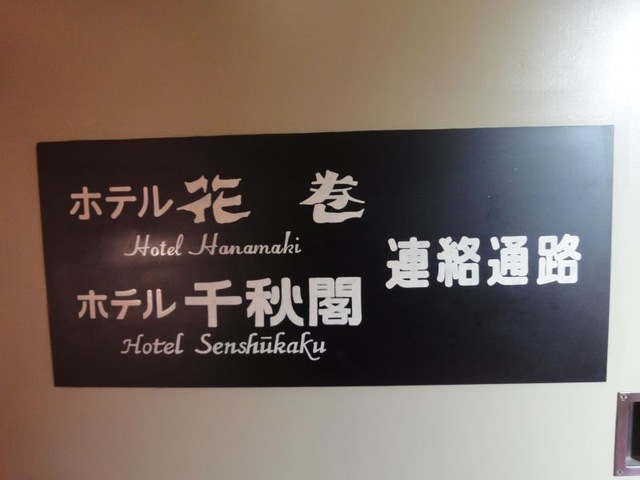 ホテル 花巻
Hotel Hanamaki
ホテル 千秋閣
Hotel Senshūkaku
連絡通路